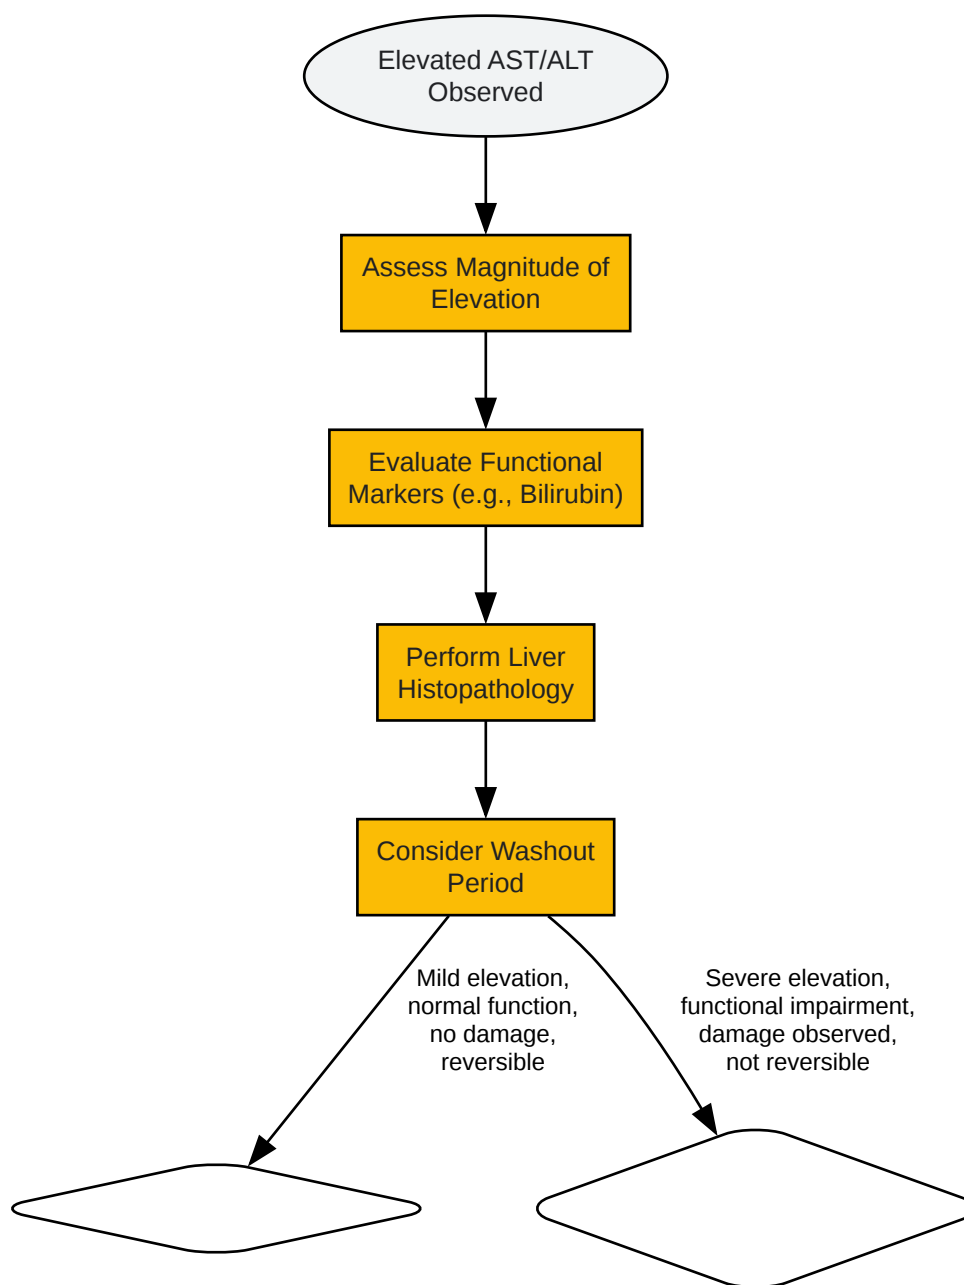 Elevated AST/ALT
Observed
Assess Magnitude of
Elevation
Evaluate Functional
Markers (e.g., Bilirubin)
Perform Liver
Histopathology
Consider Washout
Period
Mild elevation,
normal function,
no damage,
reversible
Severe elevation,
functional impairment,
damage observed,
not reversible